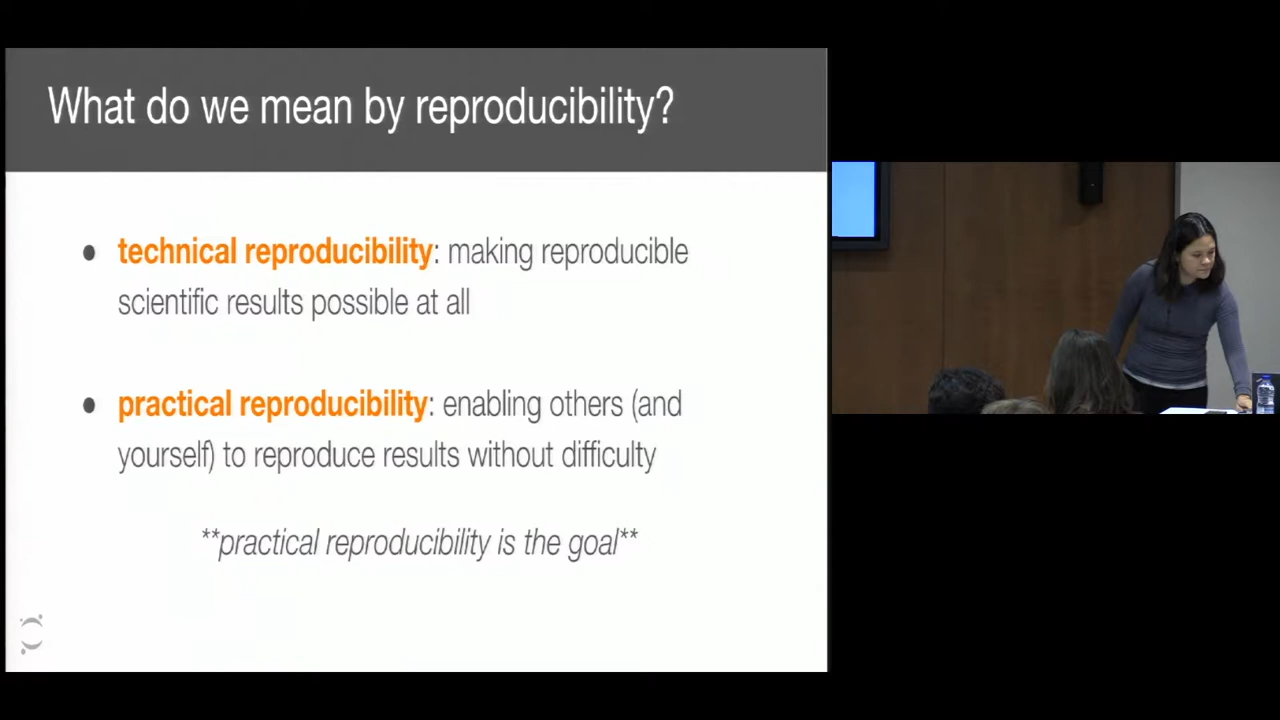 What do we mean by reproducibility?
● technical reproducibility: making reproducible
scientific results possible at all
● practical reproducibility: enabling others (and
yourself) to reproduce results without difficulty
**practical reproducibility is the goal**